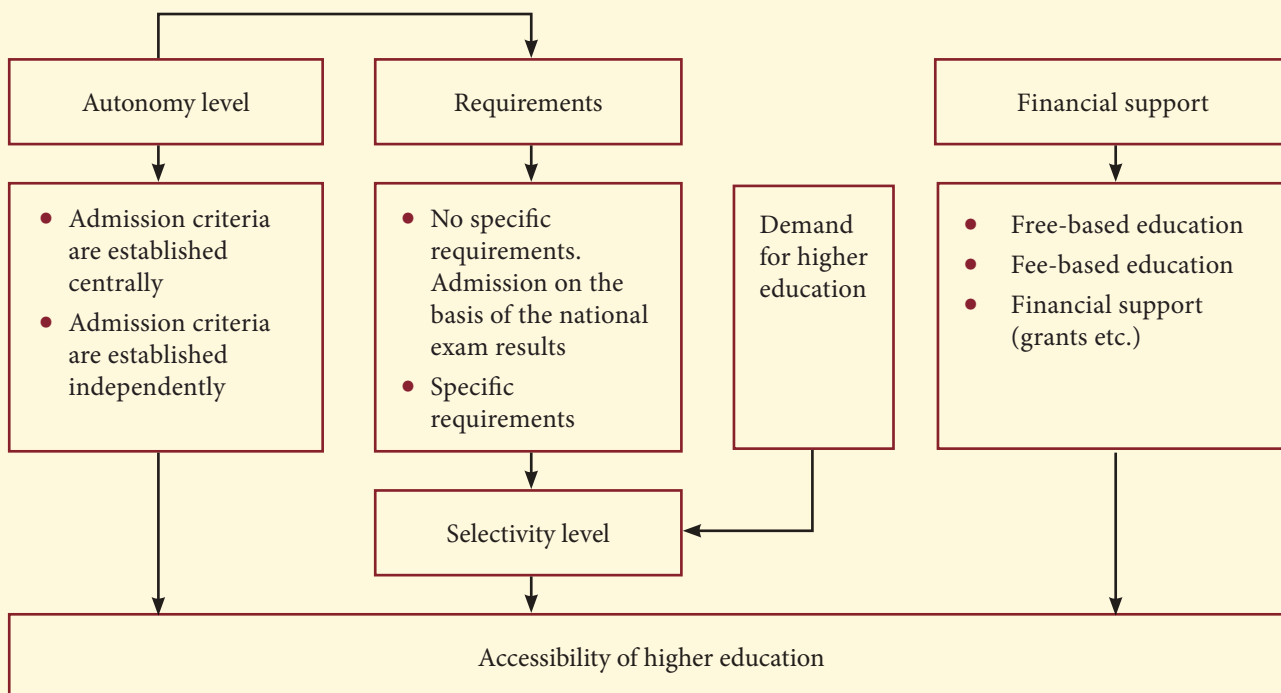 Autonomy level
Requirements
Financial support
• Admission criteria
are established
centrally
• Admission criteria
are established
independently
• No specific
requirements.
Admission on the
basis of the national
exam results
• Specific
requirements
Demand
for higher
education
• Free-based education
• Fee-based education
• Financial support
(grants etc.)
Selectivity level
Accessibility of higher education